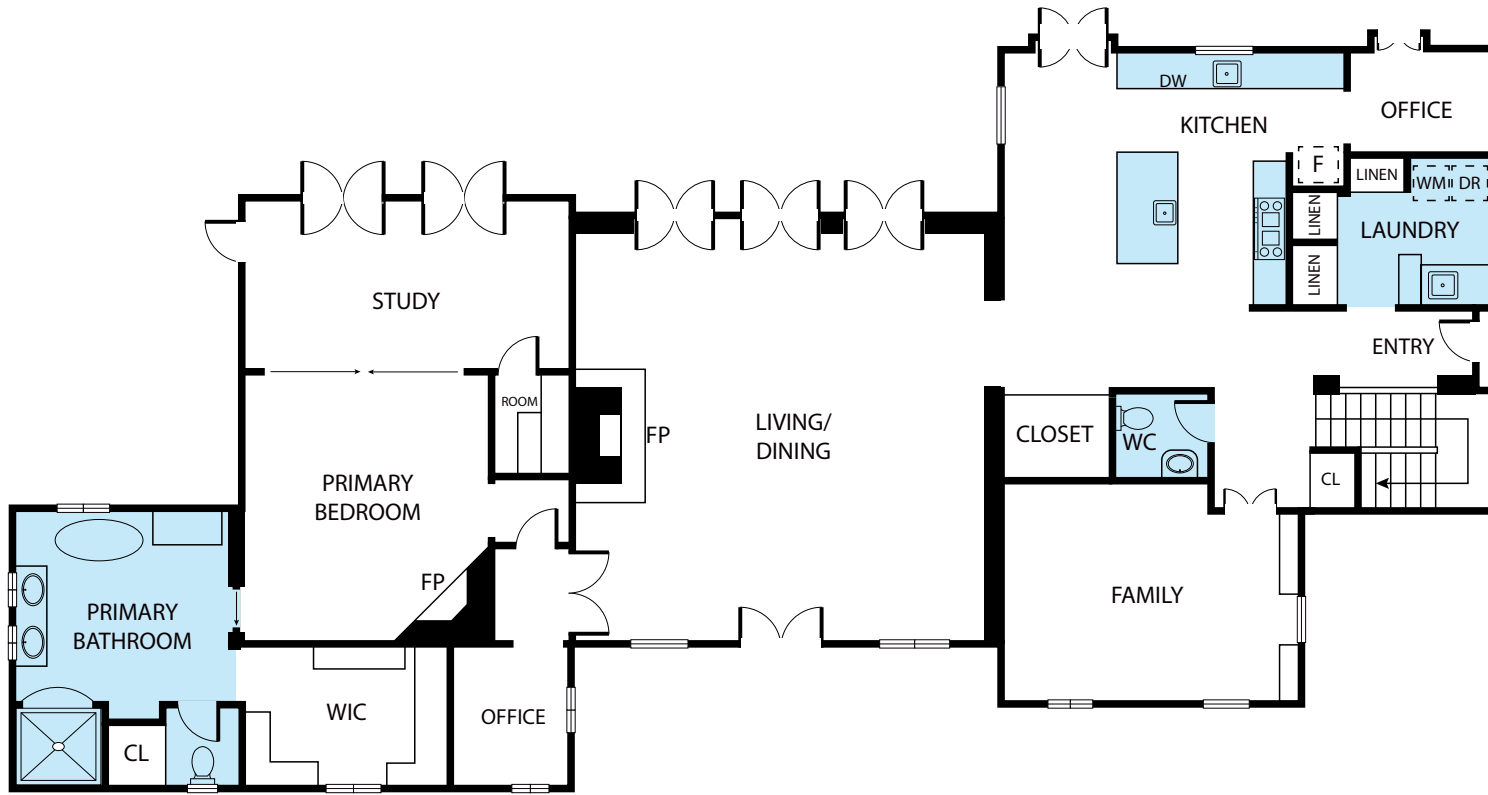 DW
KITCHEN
OFFICE
F
LINEN
WM
DR
LINEN
LAUNDRY
LINEN
STUDY
ENTRY
ROOM
LIVING/
DINING
FP
CLOSET
WC
CL
PRIMARY
BEDROOM
FP
FAMILY
PRIMARY
BATHROOM
WIC
OFFICE
CL